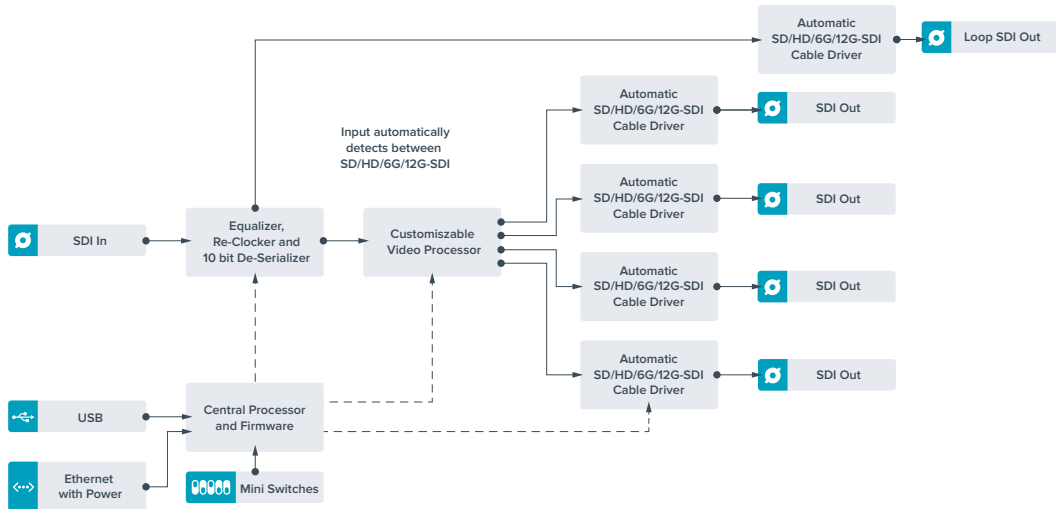 Automatic
SD/HD/6G/12G-SDI
Cable Driver
Loop SDI Out
Automatic
SD/HD/6G/12G-SDI
Cable Driver
SDI Out
Input automatically
detects between
SD/HD/6G/12G-SDI
Automatic
SD/HD/6G/12G-SDI
Cable Driver
SDI Out
SDI In
Equalizer,
Re-Clocker and
10 bit De-Serializer
Customiszable
Video Processor
Automatic
SD/HD/6G/12G-SDI
Cable Driver
SDI Out
Automatic
SD/HD/6G/12G-SDI
Cable Driver
SDI Out
USB
Central Processor
and Firmware
Ethernet
with Power
Mini Switches